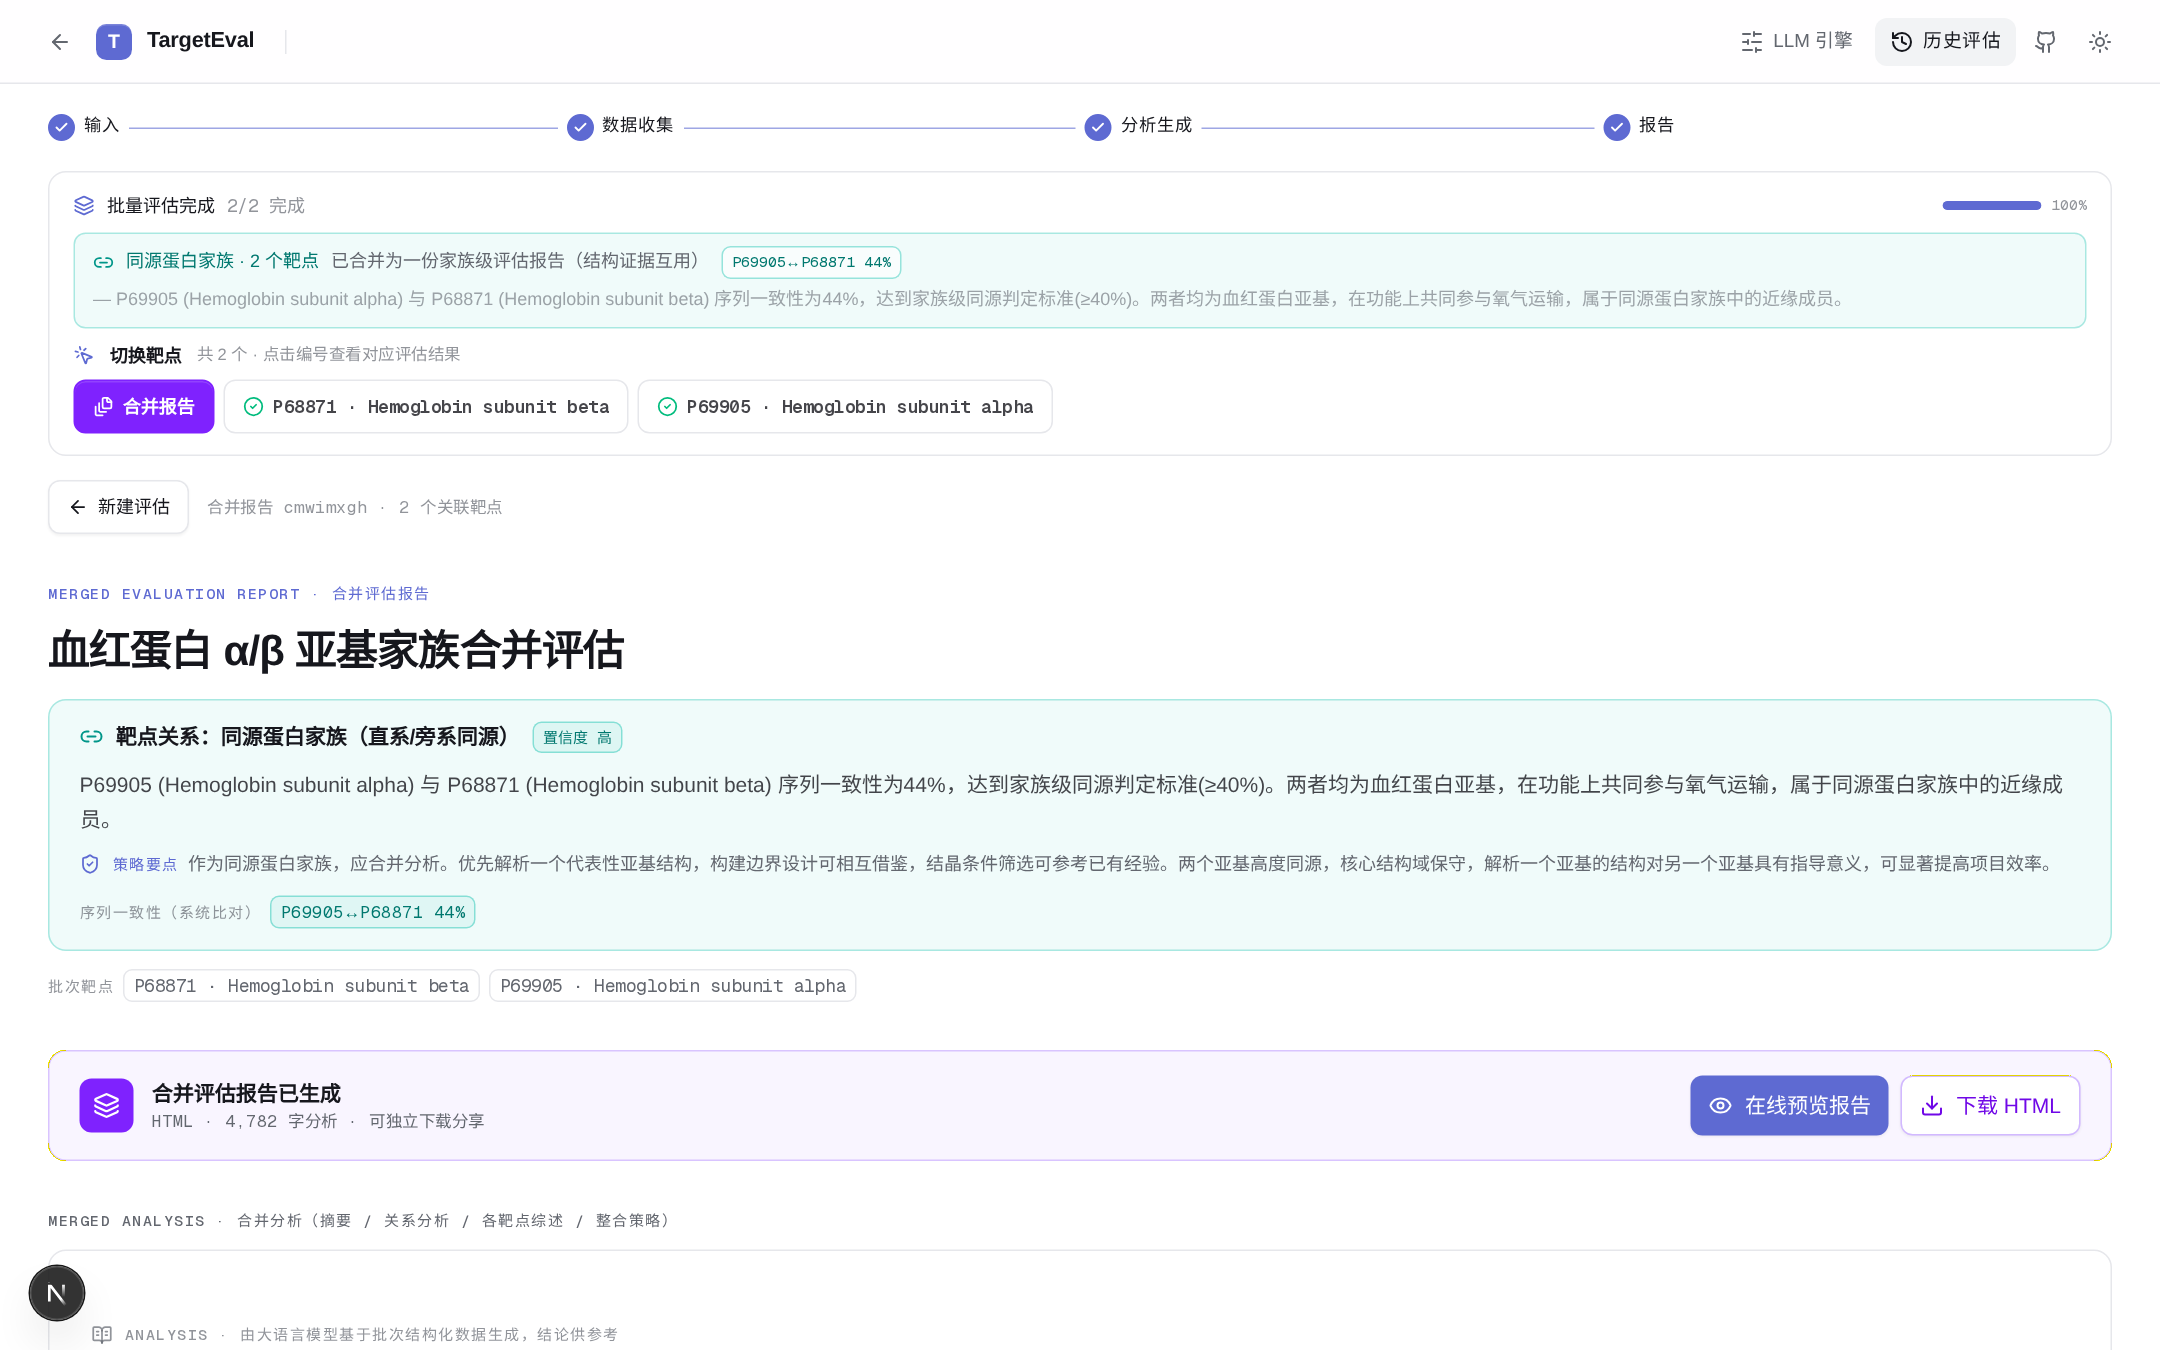 T TargetEval
LLM 引擎
历史评估
输入
数据收集
分析生成
报告
批量评估完成 2/2 完成
100%
同源蛋白家族 · 2 个靶点 已合并为一份家族级评估报告（结构证据互用） P69905↔P68871 44%
— P69905 (Hemoglobin subunit alpha) 与 P68871 (Hemoglobin subunit beta) 序列一致性为44%，达到家族级同源判定标准(≥40%)。两者均为血红蛋白亚基，在功能上共同参与氧气运输，属于同源蛋白家族中的近缘成员。
切换靶点 共 2 个 · 点击编号查看对应评估结果
合并报告
P68871 · Hemoglobin subunit beta
P69905 · Hemoglobin subunit alpha
新建评估
合并报告 cmwimxgh · 2 个关联靶点
MERGED EVALUATION REPORT · 合并评估报告
血红蛋白 α/β 亚基家族合并评估
靶点关系：同源蛋白家族（直系/旁系同源） 置信度 高
P69905 (Hemoglobin subunit alpha) 与 P68871 (Hemoglobin subunit beta) 序列一致性为44%，达到家族级同源判定标准(≥40%)。两者均为血红蛋白亚基，在功能上共同参与氧气运输，属于同源蛋白家族中的近缘成
员。
策略要点 作为同源蛋白家族，应合并分析。优先解析一个代表性亚基结构，构建边界设计可相互借鉴，结晶条件筛选可参考已有经验。两个亚基高度同源，核心结构域保守，解析一个亚基的结构对另一个亚基具有指导意义，可显著提高项目效率。
序列一致性（系统比对） P69905↔P68871 44%
批次靶点 P68871 · Hemoglobin subunit beta P69905 · Hemoglobin subunit alpha
合并评估报告已生成
HTML · 4,782 字分析 · 可独立下载分享
在线预览报告
下载 HTML
MERGED ANALYSIS · 合并分析（摘要 / 关系分析 / 各靶点综述 / 整合策略）
N
ANALYSIS · 由大语言模型基于批次结构化数据生成，结论供参考